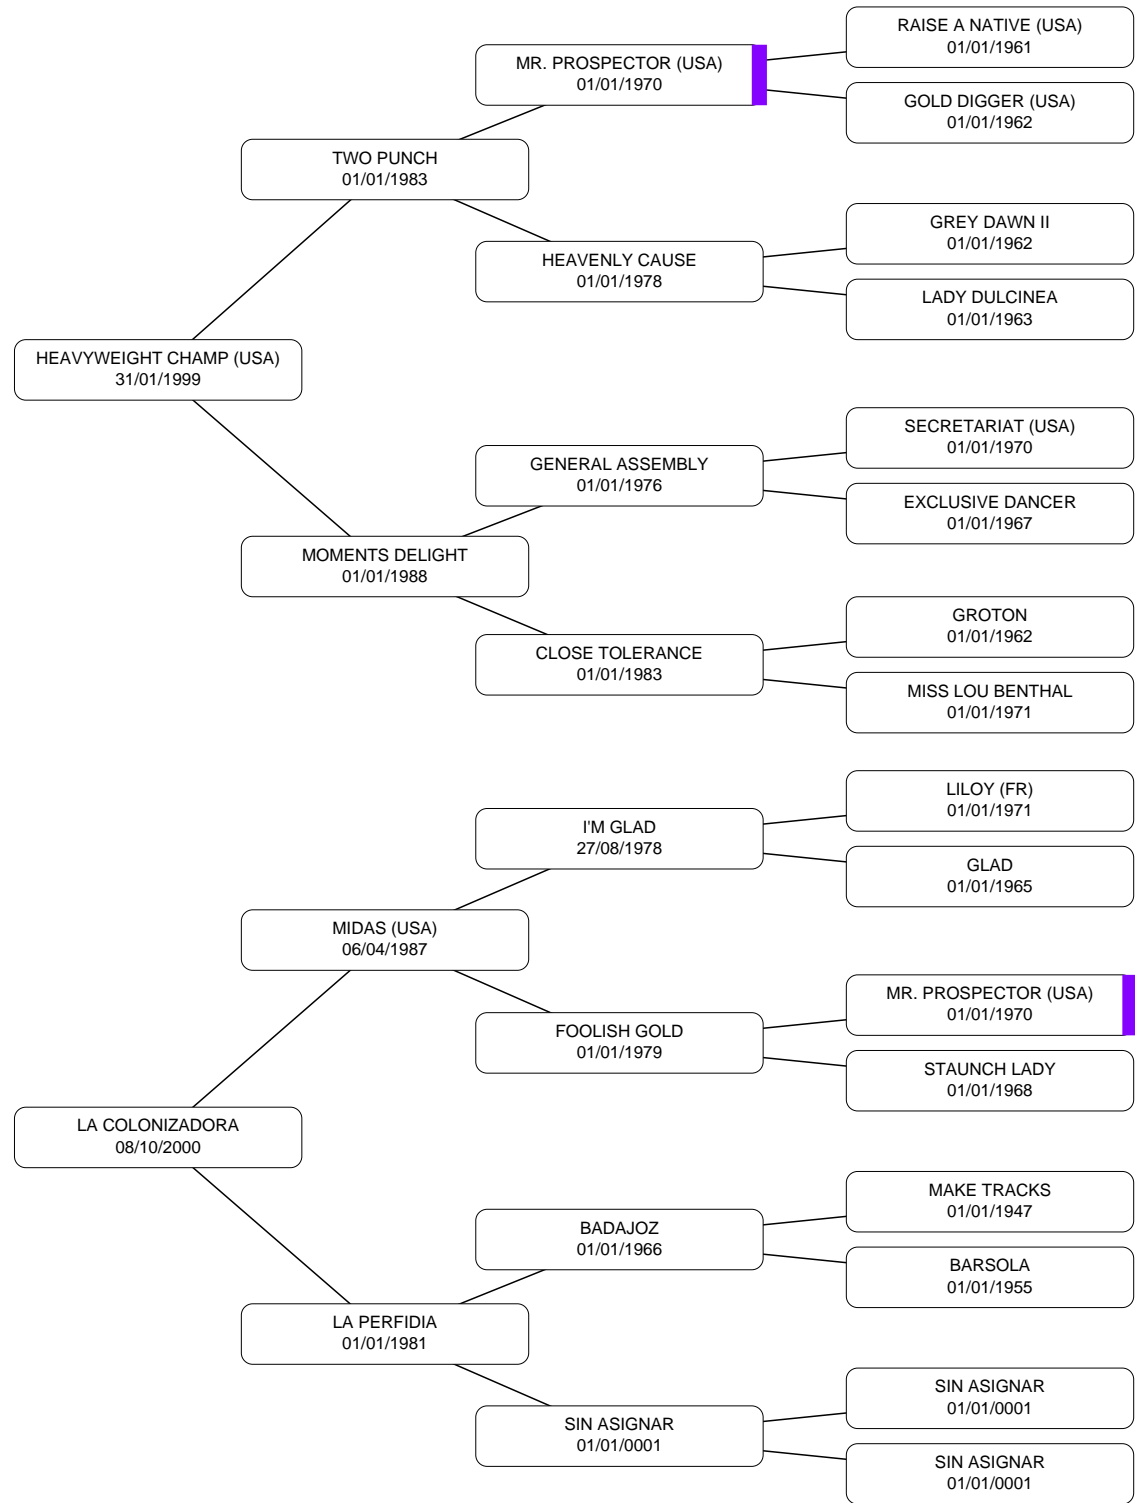 RAISE A NATIVE (USA)
01/01/1961
MR. PROSPECTOR (USA)
01/01/1970
GOLD DIGGER (USA)
01/01/1962
TWO PUNCH
01/01/1983
GREY DAWN II
01/01/1962
HEAVENLY CAUSE
01/01/1978
LADY DULCINEA
01/01/1963
HEAVYWEIGHT CHAMP (USA)
31/01/1999
SECRETARIAT (USA)
01/01/1970
GENERAL ASSEMBLY
01/01/1976
EXCLUSIVE DANCER
01/01/1967
MOMENTS DELIGHT
01/01/1988
GROTON
01/01/1962
CLOSE TOLERANCE
01/01/1983
MISS LOU BENTHAL
01/01/1971
LILOY (FR)
01/01/1971
I'M GLAD
27/08/1978
GLAD
01/01/1965
MIDAS (USA)
06/04/1987
MR. PROSPECTOR (USA)
01/01/1970
FOOLISH GOLD
01/01/1979
STAUNCH LADY
01/01/1968
LA COLONIZADORA
08/10/2000
MAKE TRACKS
01/01/1947
BADAJOZ
01/01/1966
BARSOLA
01/01/1955
LA PERFIDIA
01/01/1981
SIN ASIGNAR
01/01/0001
SIN ASIGNAR
01/01/0001
SIN ASIGNAR
01/01/0001